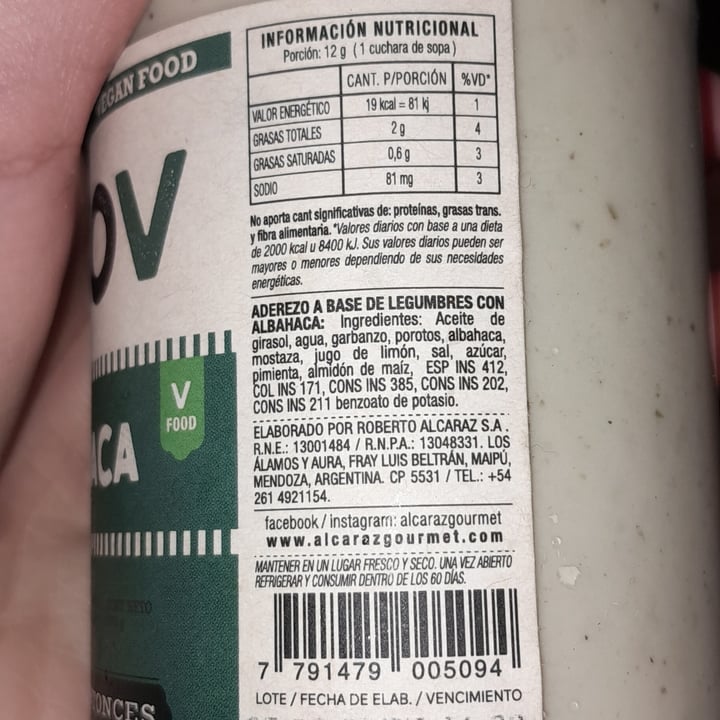 VEGAN FOOD
OV
ACA
V
FOOD
INFORMACIÓN NUTRICIONAL
Porción: 12 g (1 cuchara de sopa)
CANT. P/PORCIÓN %VD*
VALOR ENERGÉTICO 19 kcal = 81 kj 1
GRASAS TOTALES 2 g 4
GRASAS SATURADAS 0,6 g 3
SODIO 81 mg 3
No aporta cant significativas de: proteínas, grasas trans.
y fibra alimentaria. *Valores diarios con base a una dieta
de 2000 kcal u 8400 kJ. Sus valores diarios pueden ser
mayores o menores dependiendo de sus necesidades
energéticas.
ADEREZO A BASE DE LEGUMBRES CON
ALBAHACA: Ingredientes: Aceite de
girasol, agua, garbanzo, porotos, albahaca,
mostaza, jugo de limón, sal, azúcar,
pimienta, almidón de maíz, ESP INS 412,
COL INS 171, CONS INS 385, CONS INS 202,
CONS INS 211 benzoato de potasio.
ELABORADO POR ROBERTO ALCARAZ S.A.
R.N.E.: 13001484 / R.N.P.A.: 13048331. LOS
ÁLAMOS Y AURA, FRAY LUIS BELTRÁN, MAIPÚ,
MENDOZA, ARGENTINA. CP 5531 / TEL.: +54
261 4921154.
facebook / instagram: alcarazgourmet
www.alcarazgourmet.com
MANTENER EN UN LUGAR FRESCO Y SECO. UNA VEZ ABIERTO
REFRIGERAR Y CONSUMIR DENTRO DE LOS 60 DÍAS.
7 791479 005094
LOTE / FECHA DE ELAB. / VENCIMIENTO